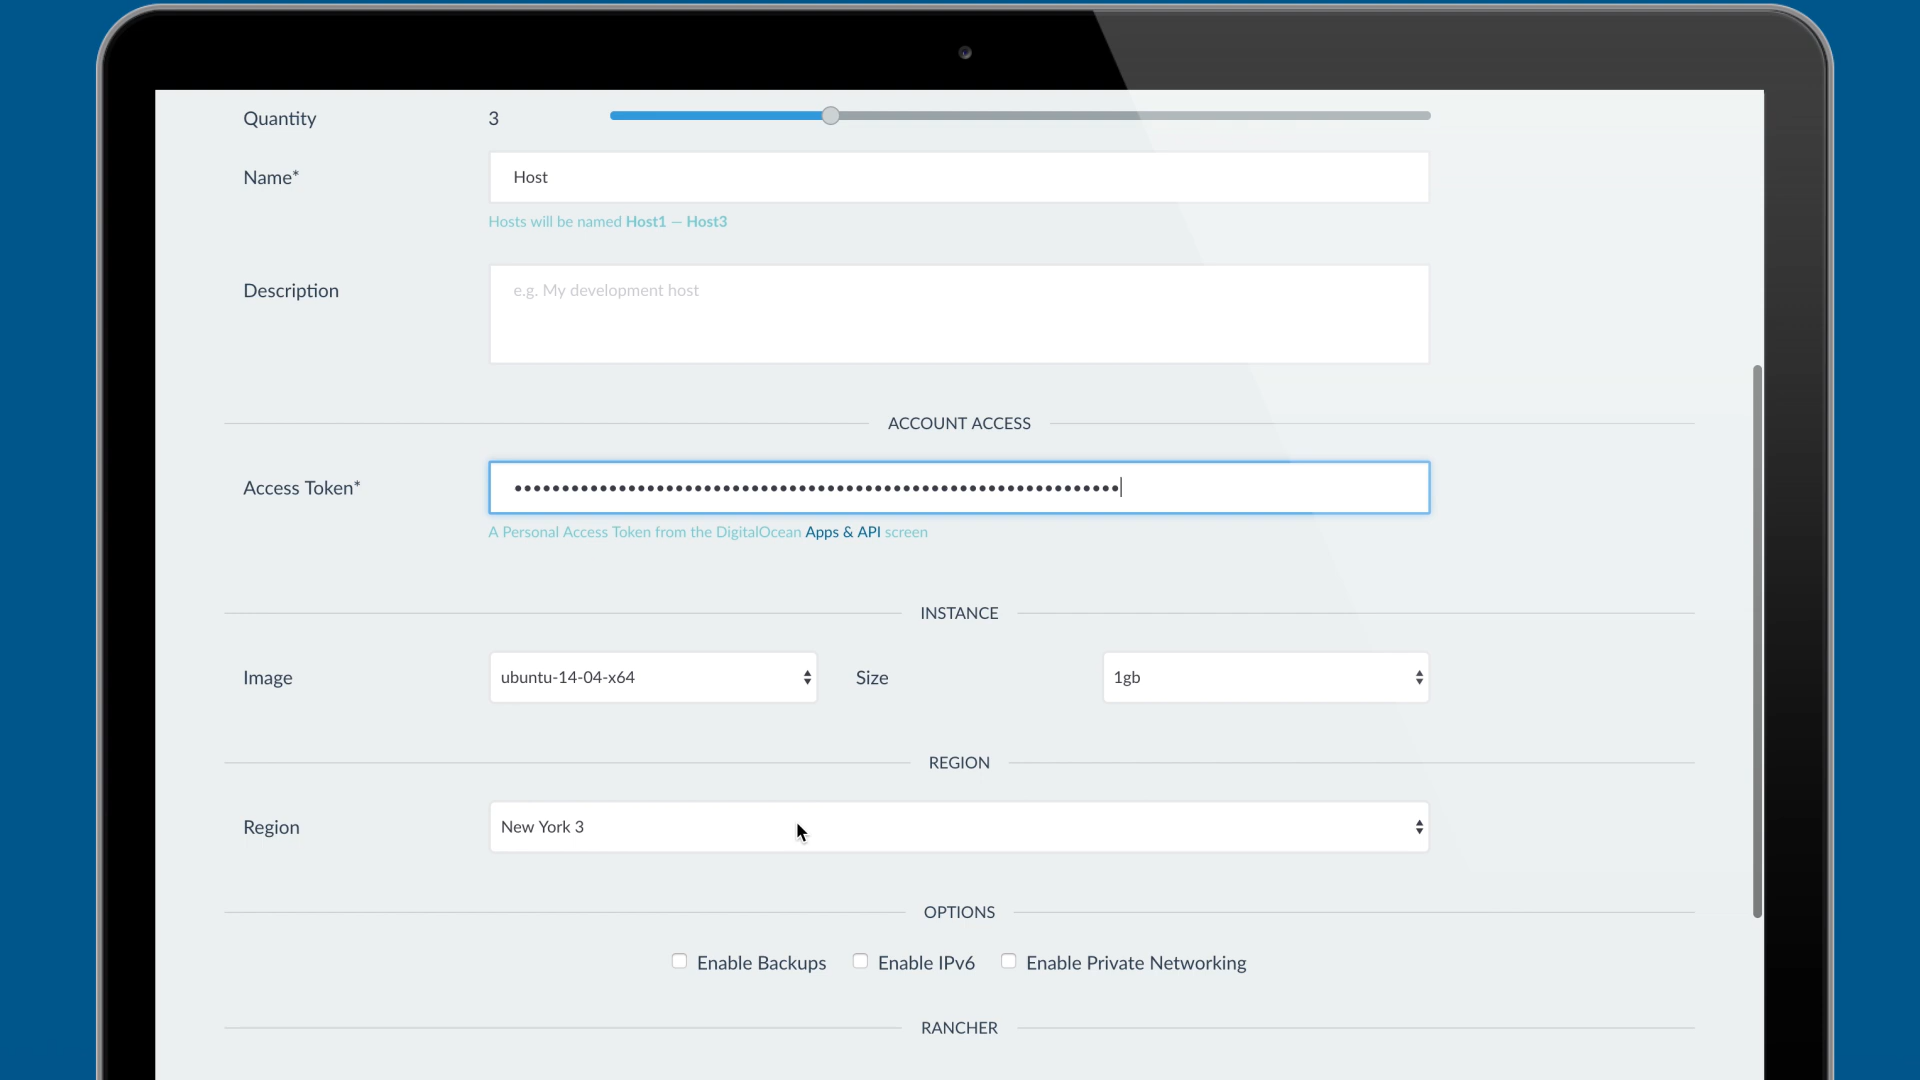 Quantity 3
Name* Host
Hosts will be named Host1 — Host3
Description e.g. My development host
ACCOUNT ACCESS
Access Token* ••••••••••••••••••••••••••••••••••••••••••••••••••••••••••••••••
A Personal Access Token from the DigitalOcean Apps & API screen
INSTANCE
Image ubuntu-14-04-x64 Size 1gb
REGION
Region New York 3
OPTIONS
Enable Backups Enable IPv6 Enable Private Networking
RANCHER